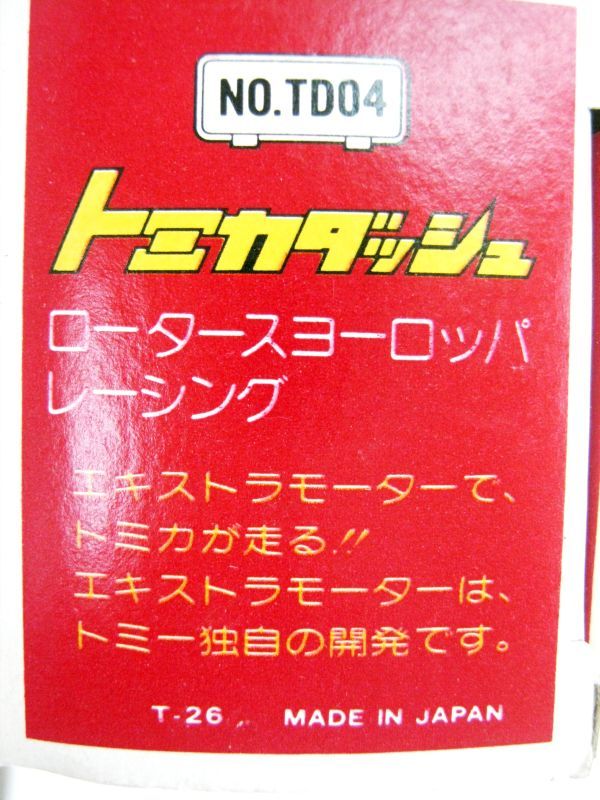 NO.TD04
トミカダッシュ
ロータースヨーロッパ
レーシング
エキストラモーターで、
トミカが走る!!
エキストラモーターは、
トミー独自の開発です。
T-26 MADE IN JAPAN